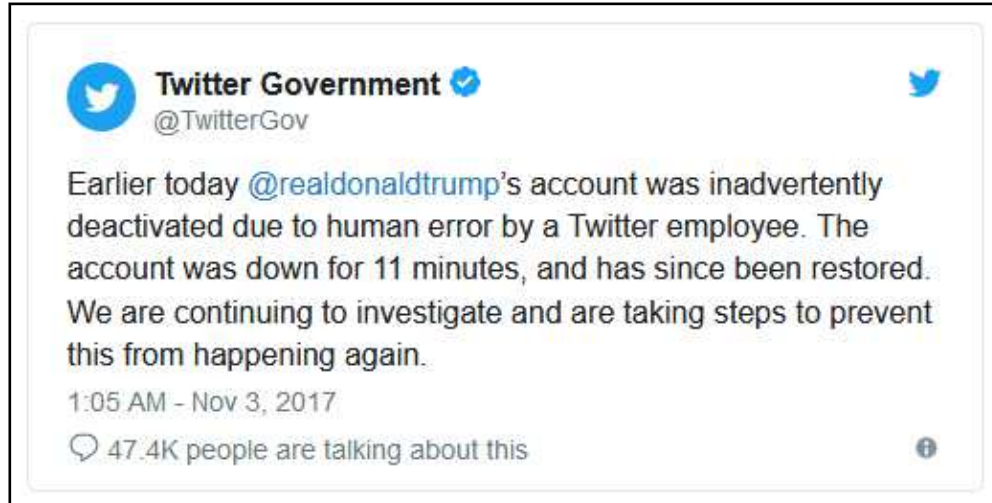 Twitter Government
@TwitterGov
Earlier today @realdonaldtrump's account was inadvertently
deactivated due to human error by a Twitter employee. The
account was down for 11 minutes, and has since been restored.
We are continuing to investigate and are taking steps to prevent
this from happening again.
1:05 AM - Nov 3, 2017
47.4K people are talking about this